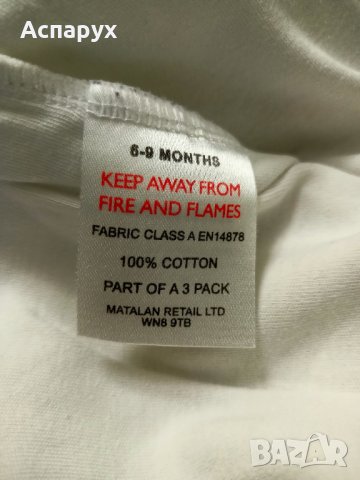 Аспарух
6-9 MONTHS
KEEP AWAY FROM
FIRE AND FLAMES
FABRIC CLASS A EN14878
100% COTTON
PART OF A 3 PACK
MATALAN RETAIL LTD
WN8 9TB
BAZAR